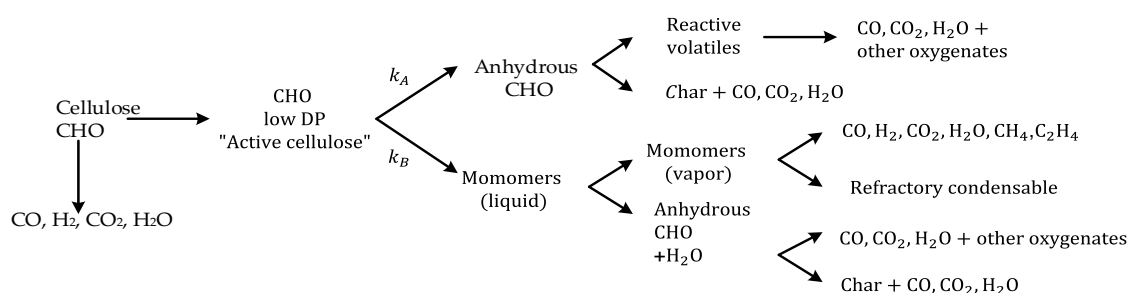 Cellulose
CHO
CO, H₂, CO₂, H₂O
CHO
low DP
"Active cellulose"
k_A
k_B
Anhydrous
CHO
Momomers
(liquid)
Reactive
volatiles
Char + CO, CO₂, H₂O
Momomers
(vapor)
Anhydrous
CHO
+H₂O
CO, CO₂, H₂O +
other oxygenates
CO, H₂, CO₂, H₂O, CH₄,C₂H₄
Refractory condensable
CO, CO₂, H₂O + other oxygenates
Char + CO, CO₂, H₂O